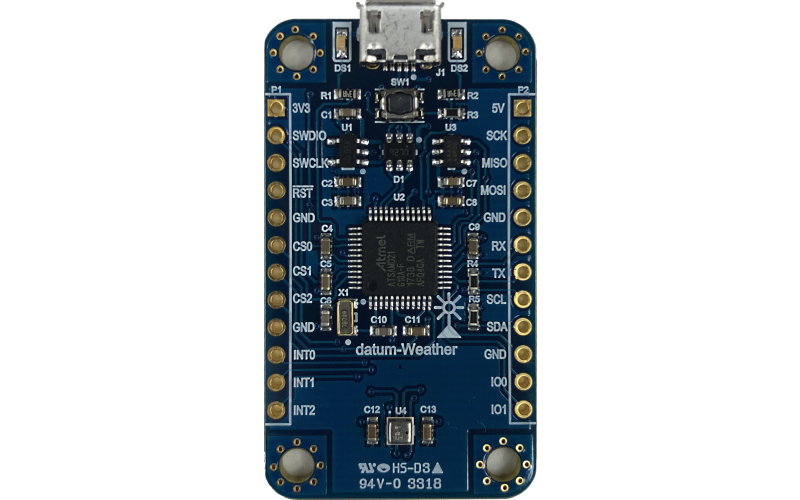 DS1
DS2
J1
SW1
P1
P2
R1
R2
3V3
5V
C1
R3
U1
U3
SWDIO
SCK
SWCLK
MISO
D1
C2
C7
RST
MOSI
U2
C3
C8
GND
GND
C4
C9
CS0
RX
Atmel
ATSAMD21
ARM
C5
R4
CS1
TX
X1
CS2
SCL
C6
R5
C10
C11
GND
SDA
datum-Weather
INT0
GND
INT1
IO0
C12
U4
C13
INT2
IO1
HS-D3
94V-0 3318